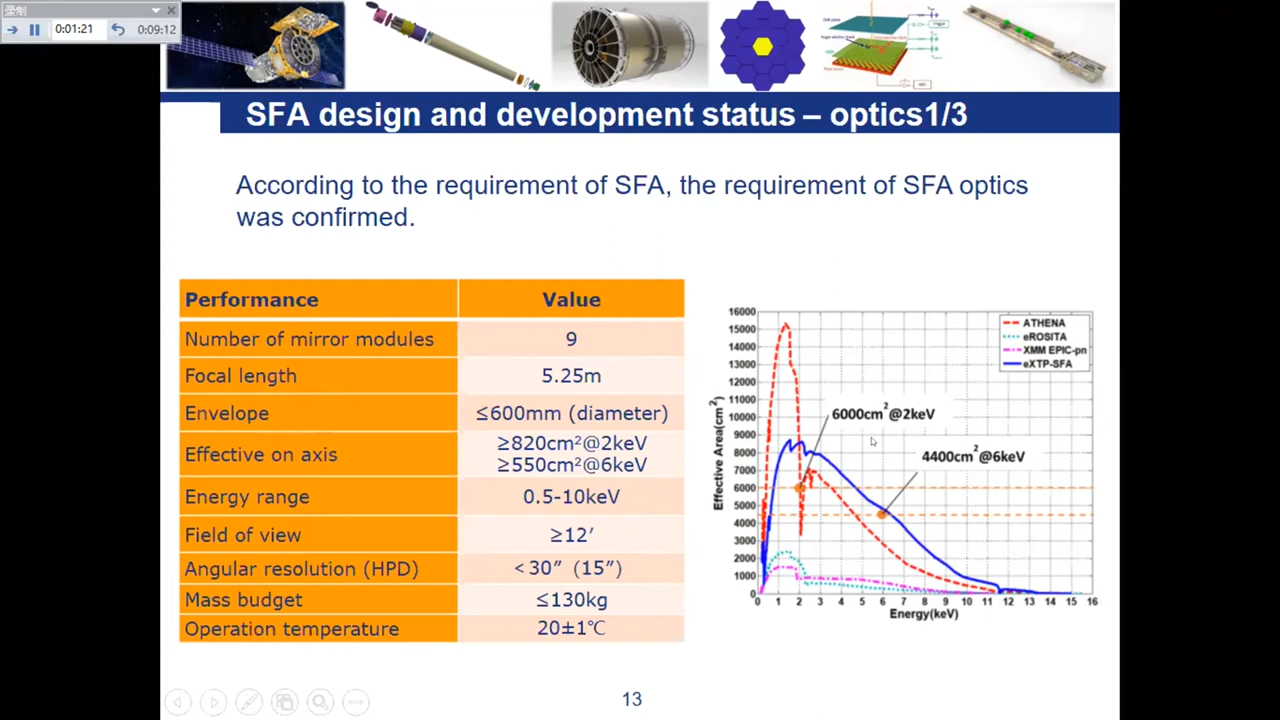 录制
00:01:21
00:09:12
SFA design and development status – optics1/3
According to the requirement of SFA, the requirement of SFA optics
was confirmed.
Performance Value
Number of mirror modules 9
Focal length 5.25m
Envelope ≤600mm (diameter)
Effective on axis ≥820cm²@2keV
≥550cm²@6keV
Energy range 0.5-10keV
Field of view ≥12′
Angular resolution (HPD) <30″ (15″)
Mass budget ≤130kg
Operation temperature 20±1℃
16000
15000
14000
13000
12000
11000
10000
9000
8000
7000
6000
5000
4000
3000
2000
1000
0
Effective Area(cm²)
ATHENA
eROSITA
XMM EPIC-pn
eXTP-SFA
6000cm²@2keV
4400cm²@6keV
0 1 2 3 4 5 6 7 8 9 10 11 12 13 14 15 16
Energy(keV)
13